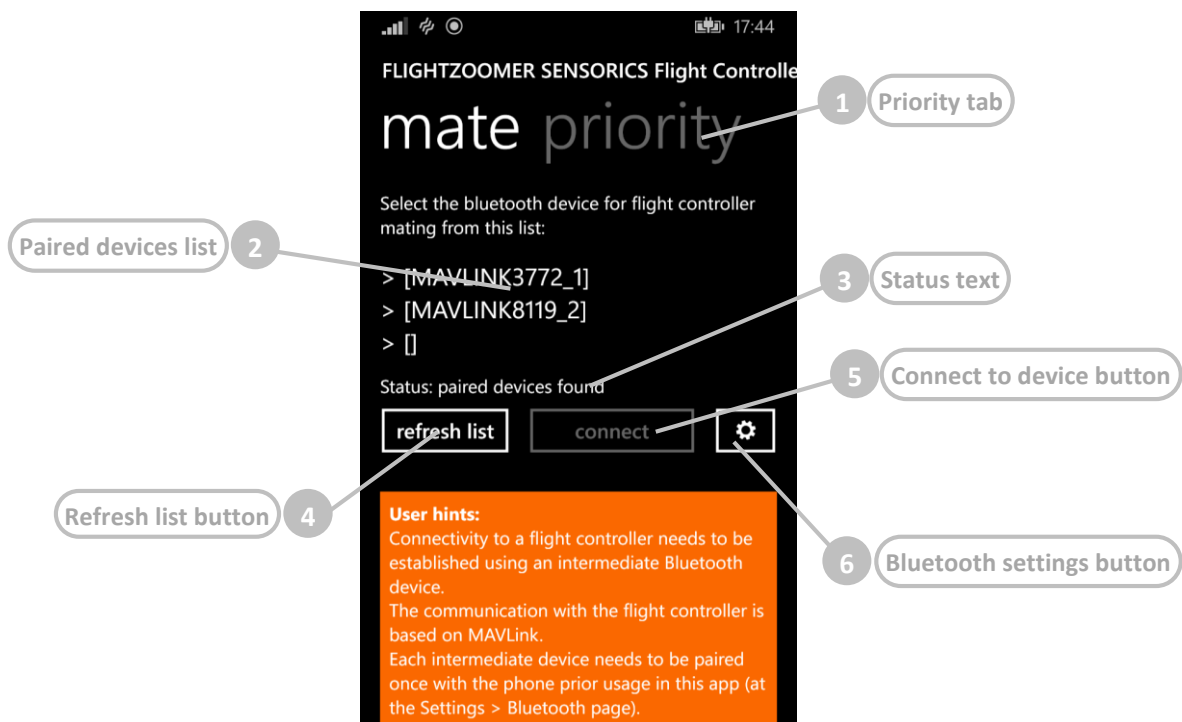 17:44
FLIGHTZOOMER SENSORICS Flight Controlle
1 Priority tab
mate priority
Select the bluetooth device for flight controller
mating from this list:
Paired devices list 2
> [MAVLINK3772_1]
3 Status text
> [MAVLINK8119_2]
> []
Status: paired devices found
5 Connect to device button
refresh list connect
Refresh list button 4
User hints:
Connectivity to a flight controller needs to be
established using an intermediate Bluetooth
6 Bluetooth settings button
device.
The communication with the flight controller is
based on MAVLink.
Each intermediate device needs to be paired
once with the phone prior usage in this app (at
the Settings > Bluetooth page).